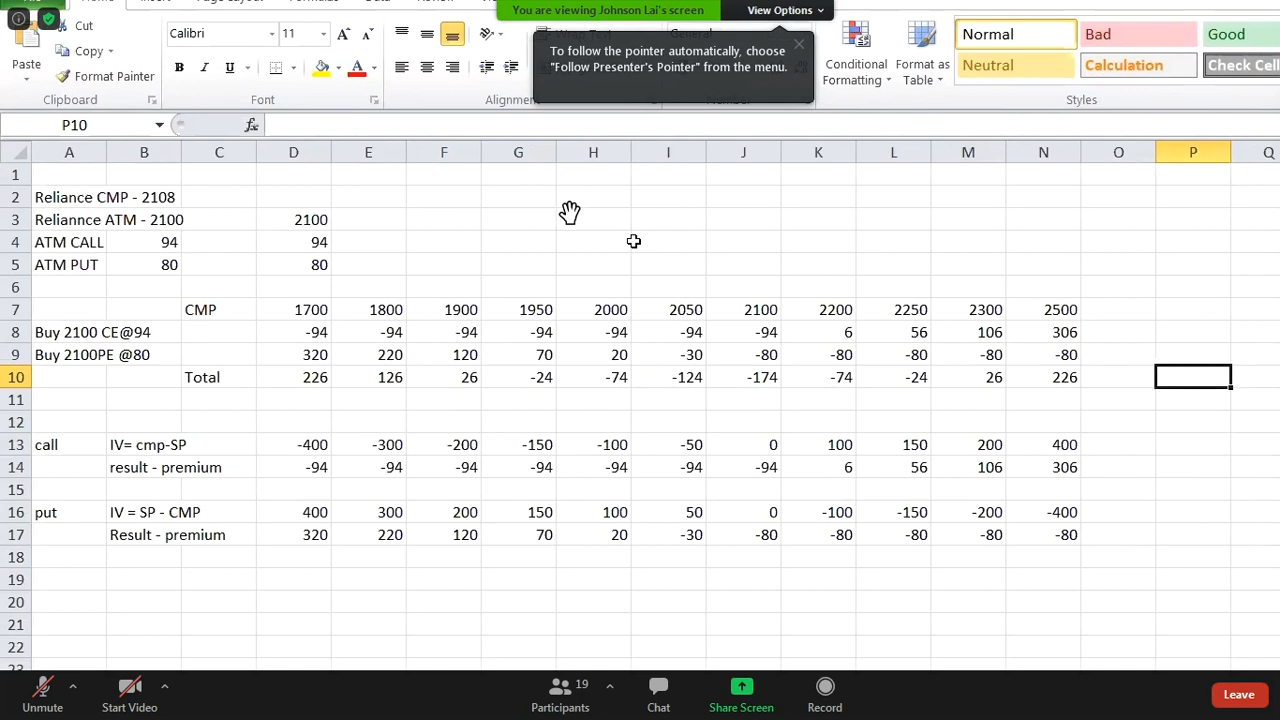 You are viewing Johnson Lai's screen
View Options
To follow the pointer automatically, choose
"Follow Presenter's Pointer" from the menu.
Cut
Copy
Paste
Format Painter
Calibri
11
B I U
A
Wrap Text
Conditional
Formatting
Format as
Table
Normal Bad Good
Neutral Calculation Check Cell
Clipboard Font Alignment Number Styles
P10 fx
A B C D E F G H I J K L M N O P Q
1
2 Reliance CMP - 2108
3 Reliannce ATM - 2100 2100
4 ATM CALL 94 94
5 ATM PUT 80 80
6
7 CMP 1700 1800 1900 1950 2000 2050 2100 2200 2250 2300 2500
8 Buy 2100 CE@94 -94 -94 -94 -94 -94 -94 -94 6 56 106 306
9 Buy 2100PE @80 320 220 120 70 20 -30 -80 -80 -80 -80 -80
10 Total 226 126 26 -24 -74 -124 -174 -74 -24 26 226
11
12
13 call IV= cmp-SP -400 -300 -200 -150 -100 -50 0 100 150 200 400
14 result - premium -94 -94 -94 -94 -94 -94 -94 6 56 106 306
15
16 put IV = SP - CMP 400 300 200 150 100 50 0 -100 -150 -200 -400
17 Result - premium 320 220 120 70 20 -30 -80 -80 -80 -80 -80
18
19
20
21
22
23
19
Unmute Start Video Participants Chat Share Screen Record Leave